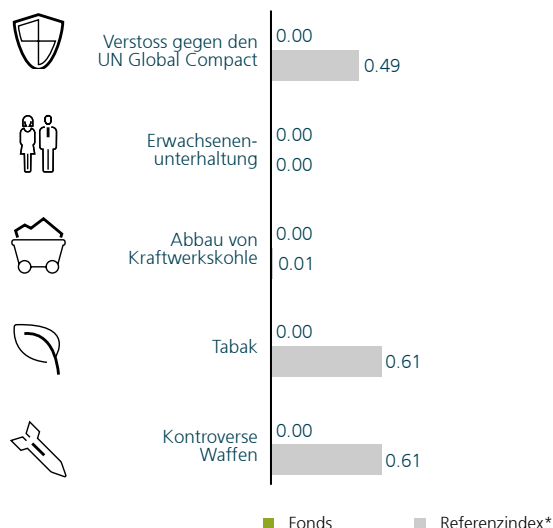 Verstoss gegen den
UN Global Compact
0.00
0.49
Erwachsenen-
unterhaltung
0.00
0.00
Abbau von
Kraftwerkskohle
0.00
0.01
Tabak
0.00
0.61
Kontroverse
Waffen
0.00
0.61
Fonds Referenzindex*